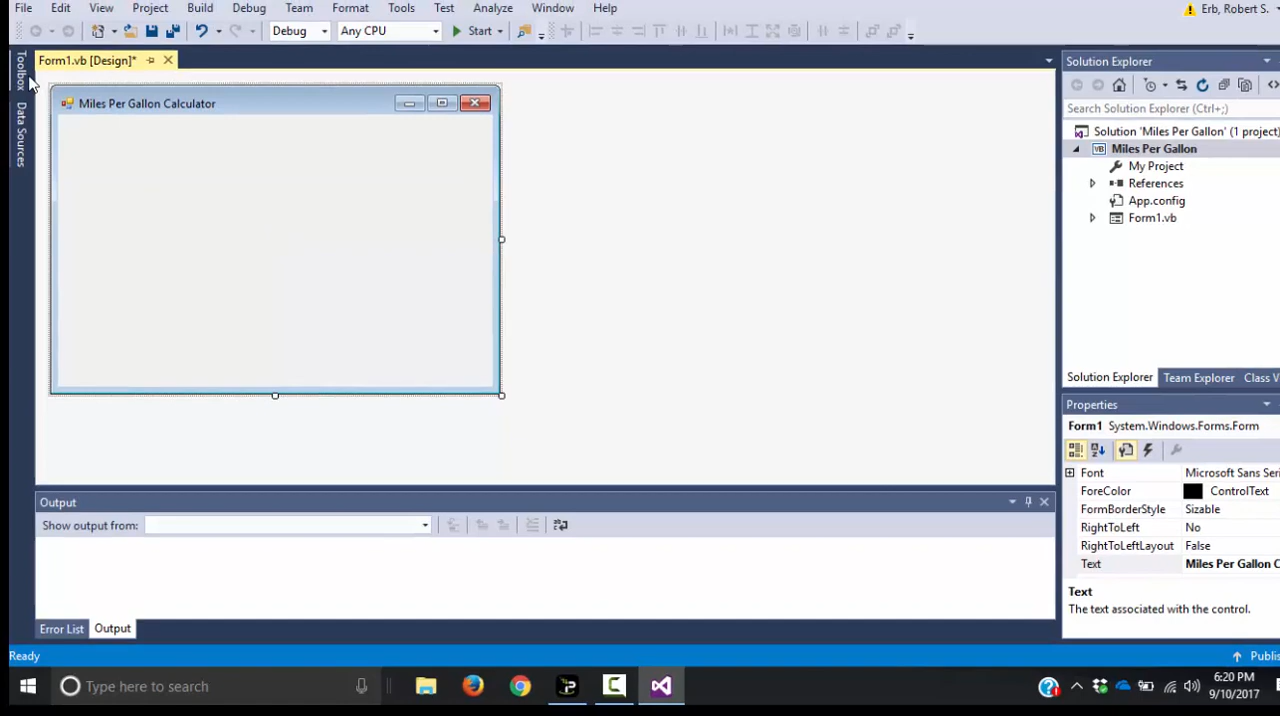 File Edit View Project Build Debug Team Format Tools Test Analyze Window Help Erb, Robert S.
Debug Any CPU Start
Toolbox
Data Sources
Form1.vb [Design]*
Miles Per Gallon Calculator
Solution Explorer
Search Solution Explorer (Ctrl+;)
Solution 'Miles Per Gallon' (1 project)
VB Miles Per Gallon
My Project
References
App.config
Form1.vb
Solution Explorer Team Explorer Class V
Properties
Form1 System.Windows.Forms.Form
Font Microsoft Sans Seri
ForeColor ControlText
FormBorderStyle Sizable
RightToLeft No
RightToLeftLayout False
Text Miles Per Gallon C
Text
The text associated with the control.
Output
Show output from:
Error List Output
Ready Publis
Type here to search
6:20 PM
9/10/2017